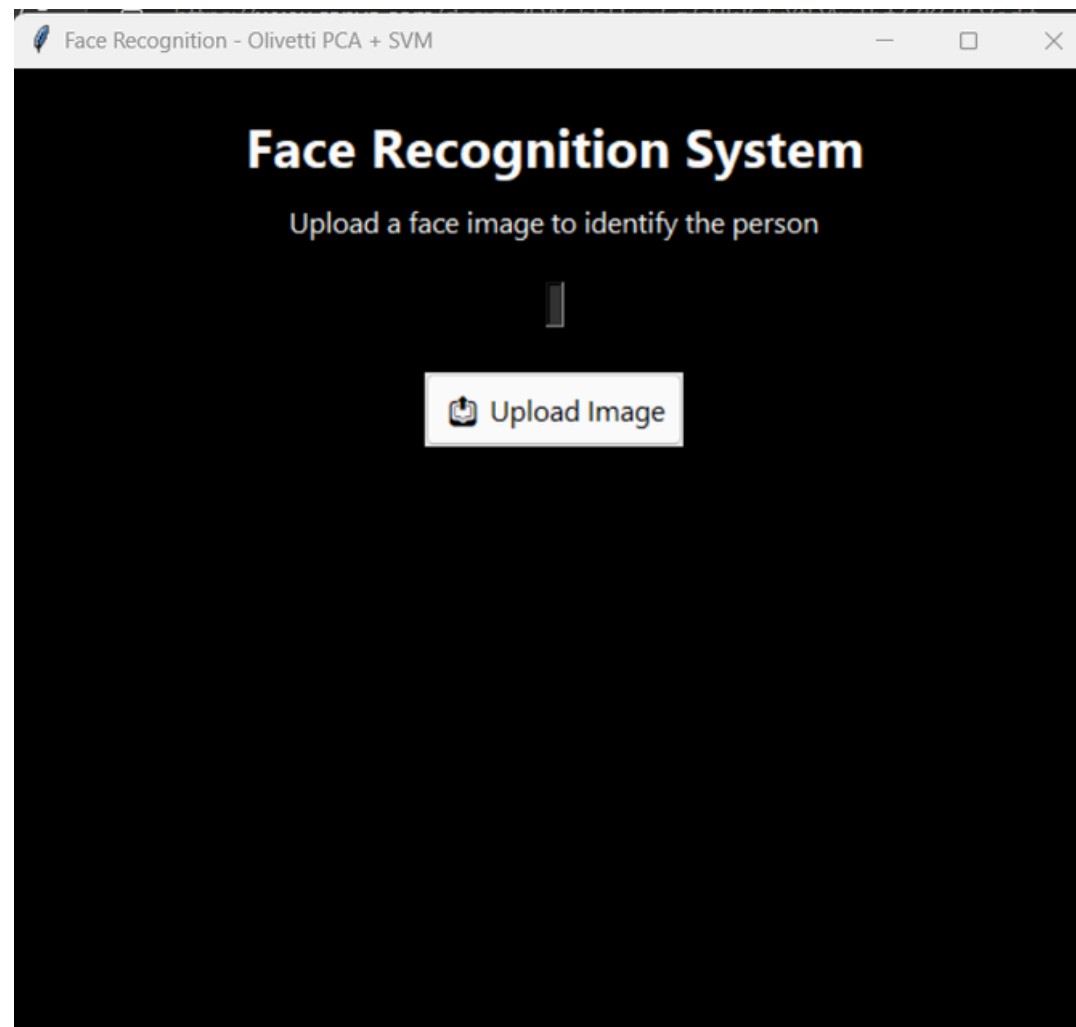 Face Recognition - Olivetti PCA + SVM
Face Recognition System
Upload a face image to identify the person
Upload Image